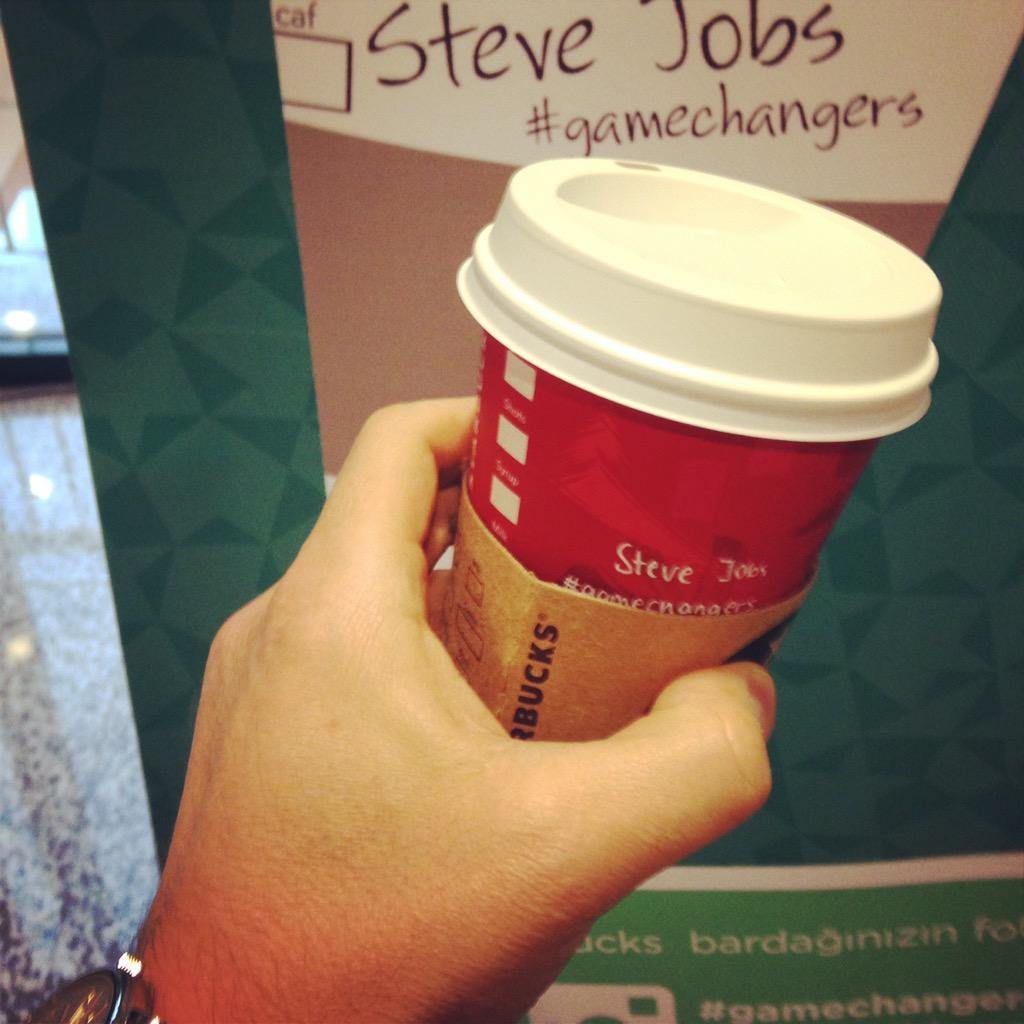 caf
Steve Jobs
#gamechangers
Shots
Syrup
Milk
Steve Jobs
#gamechangers
RBUCKS
ucks bardağınızın fo
#gamechanger